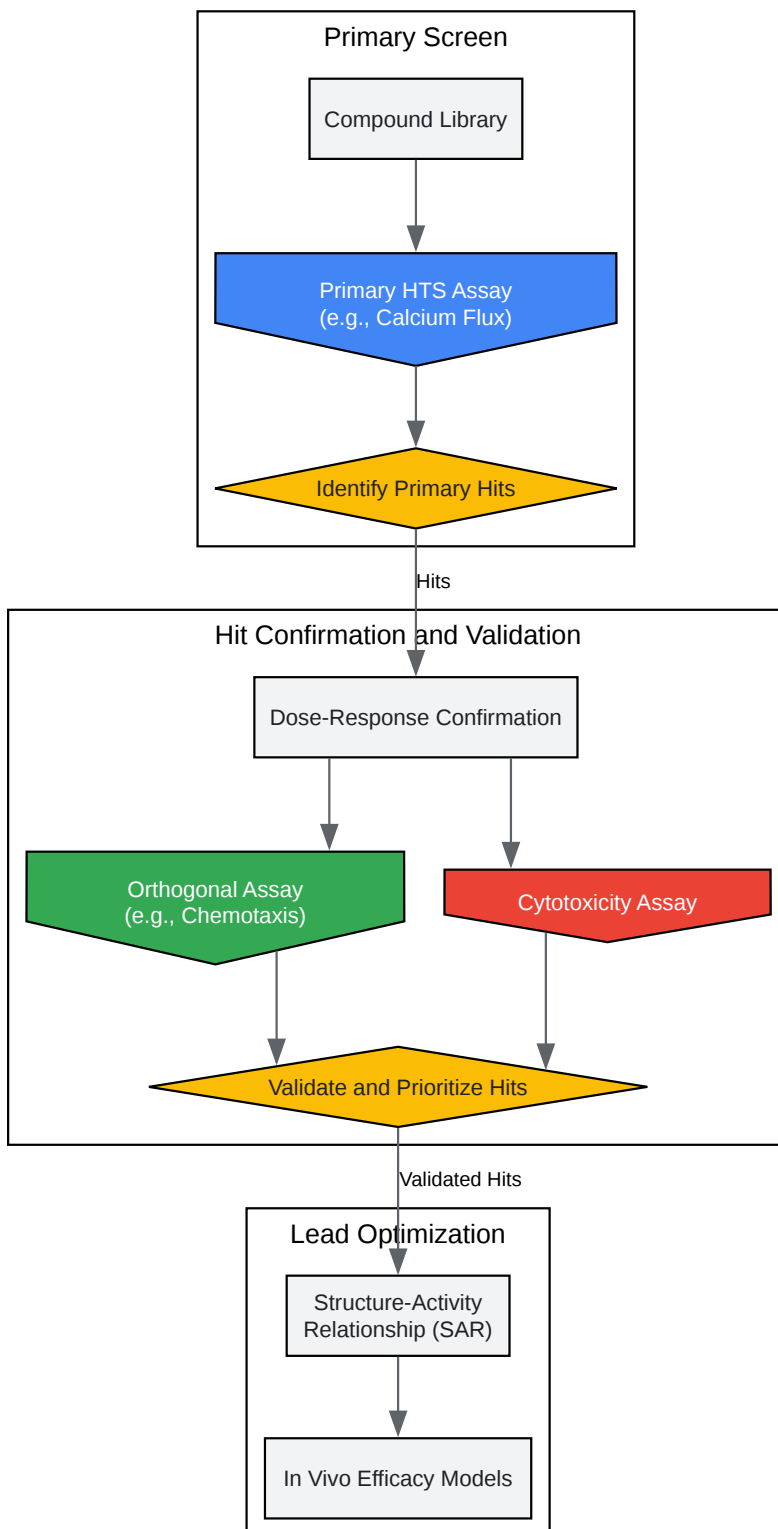 Primary Screen
Compound Library
Primary HTS Assay
(e.g., Calcium Flux)
Identify Primary Hits
Hits
Hit Confirmation and Validation
Dose-Response Confirmation
Orthogonal Assay
(e.g., Chemotaxis)
Cytotoxicity Assay
Validate and Prioritize Hits
Validated Hits
Lead Optimization
Structure-Activity
Relationship (SAR)
In Vivo Efficacy Models